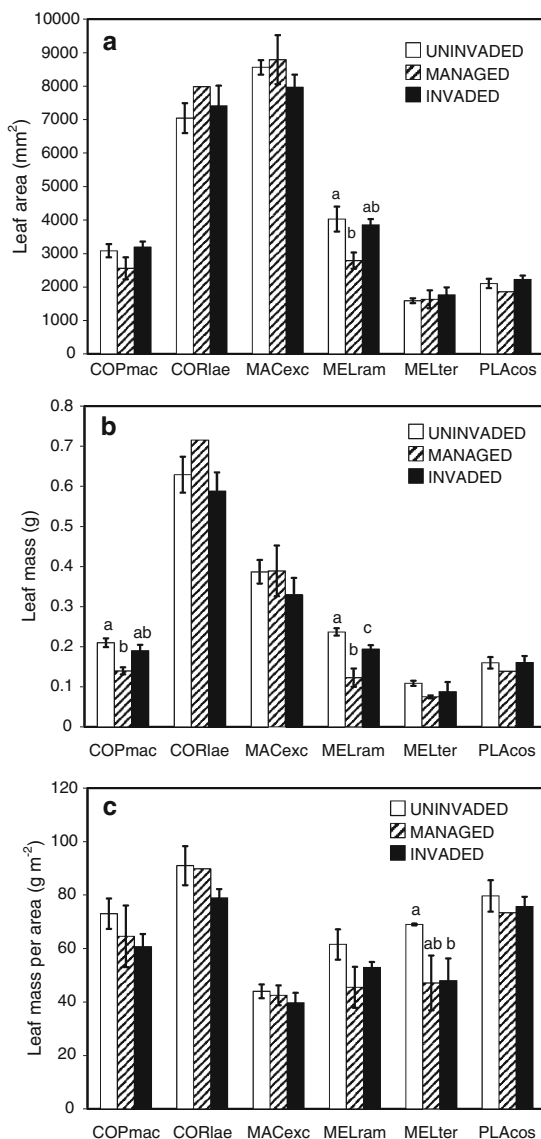 a
UNINVADED
MANAGED
INVADED
Leaf area (mm²)
10000
9000
8000
7000
6000
5000
4000
3000
2000
1000
0
a
b
ab
COPmac CORlae MACexc MELram MELter PLAcos
b
UNINVADED
MANAGED
INVADED
Leaf mass (g)
0.8
0.7
0.6
0.5
0.4
0.3
0.2
0.1
0
a b ab
a b c
COPmac CORlae MACexc MELram MELter PLAcos
c
UNINVADED
MANAGED
INVADED
Leaf mass per area (g m⁻²)
120
100
80
60
40
20
0
a
ab b
COPmac CORlae MACexc MELram MELter PLAcos